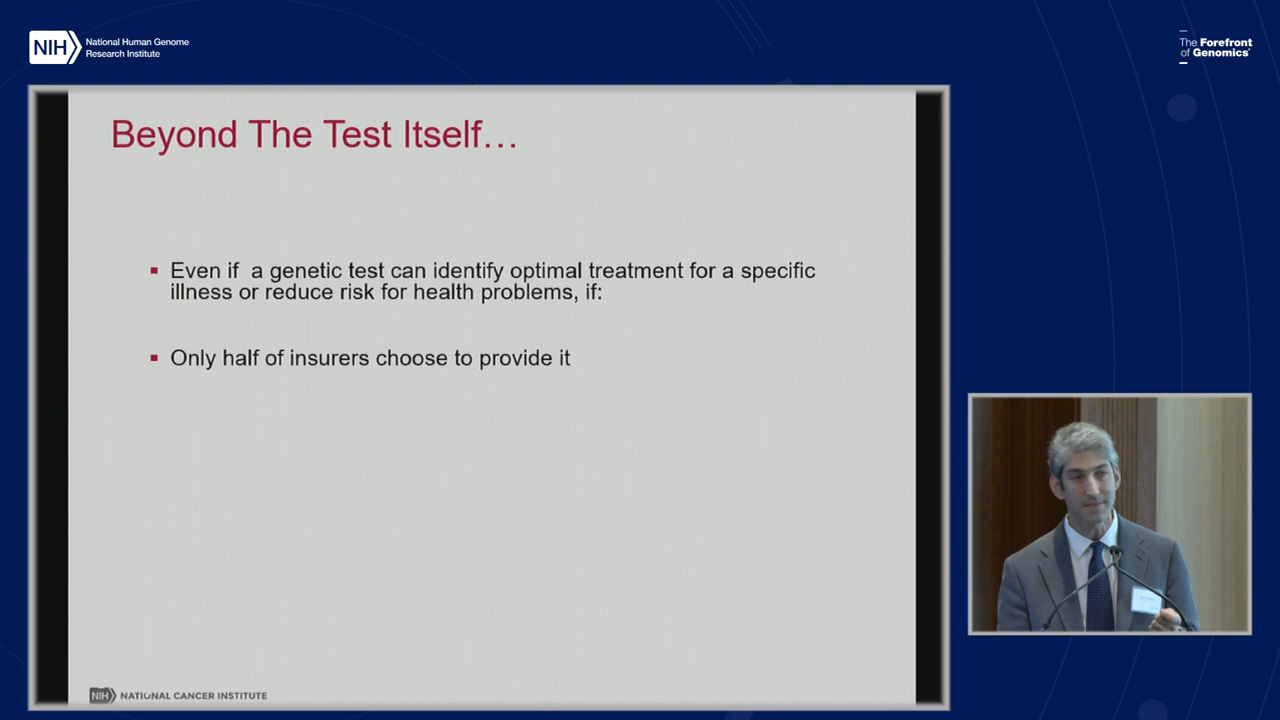 NIH
National Human Genome
Research Institute
The Forefront
of Genomics
Beyond The Test Itself…
Even if  a genetic test can identify optimal treatment for a specific
illness or reduce risk for health problems, if:
Only half of insurers choose to provide it
NIH NATIONAL CANCER INSTITUTE